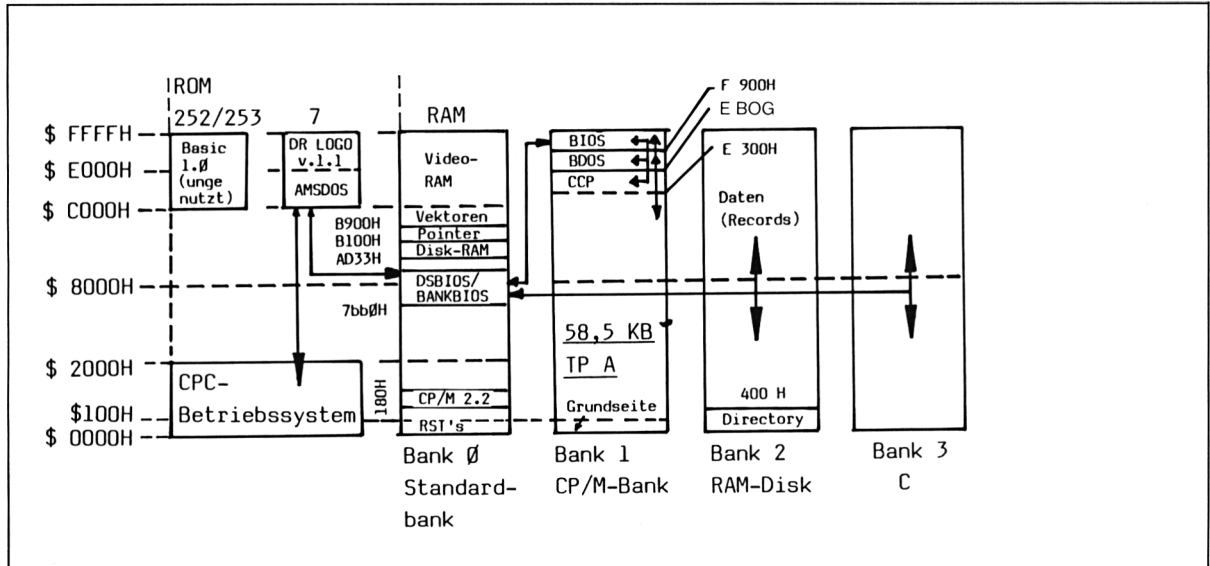 ROM
252/253
7
RAM
F 900H
E BOG
E 300H
$ FFFFH
$ E000H
$ C000H
$ 8000H
$ 2000H
$100H
$ 0000H
Basic
1.0
(unge
nutzt)
DR LOGO
v.1.1
AMSDOS
CPC-
Betriebssystem
B900H
B100H
AD33H
7bbØH
180H
Video-
RAM
Vektoren
Pointer
Disk-RAM
DSBIOS/
BANKBIOS
CP/M 2.2
RST's
BIOS
BDOS
CCP
58,5 KB
TP A
Grundseite
Daten
(Records)
400 H
Directory
Bank Ø
Standard-
bank
Bank 1
CP/M-Bank
Bank 2
RAM-Disk
Bank 3
C